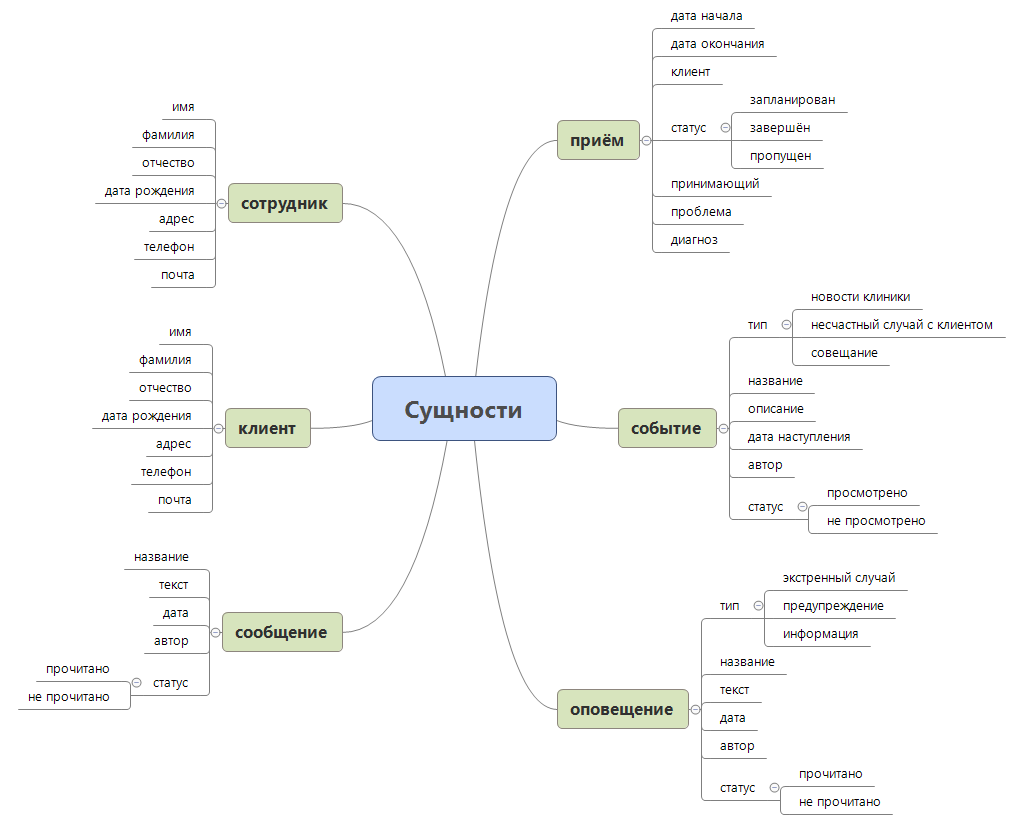 Сущности
приём
дата начала
дата окончания
клиент
статус
запланирован
завершён
пропущен
принимающий
проблема
диагноз
событие
тип
новости клиники
несчастный случай с клиентом
совещание
название
описание
дата наступления
автор
статус
просмотрено
не просмотрено
оповещение
тип
экстренный случай
предупреждение
информация
название
текст
дата
автор
статус
прочитано
не прочитано
сотрудник
имя
фамилия
отчество
дата рождения
адрес
телефон
почта
клиент
имя
фамилия
отчество
дата рождения
адрес
телефон
почта
сообщение
название
текст
дата
автор
статус
прочитано
не прочитано